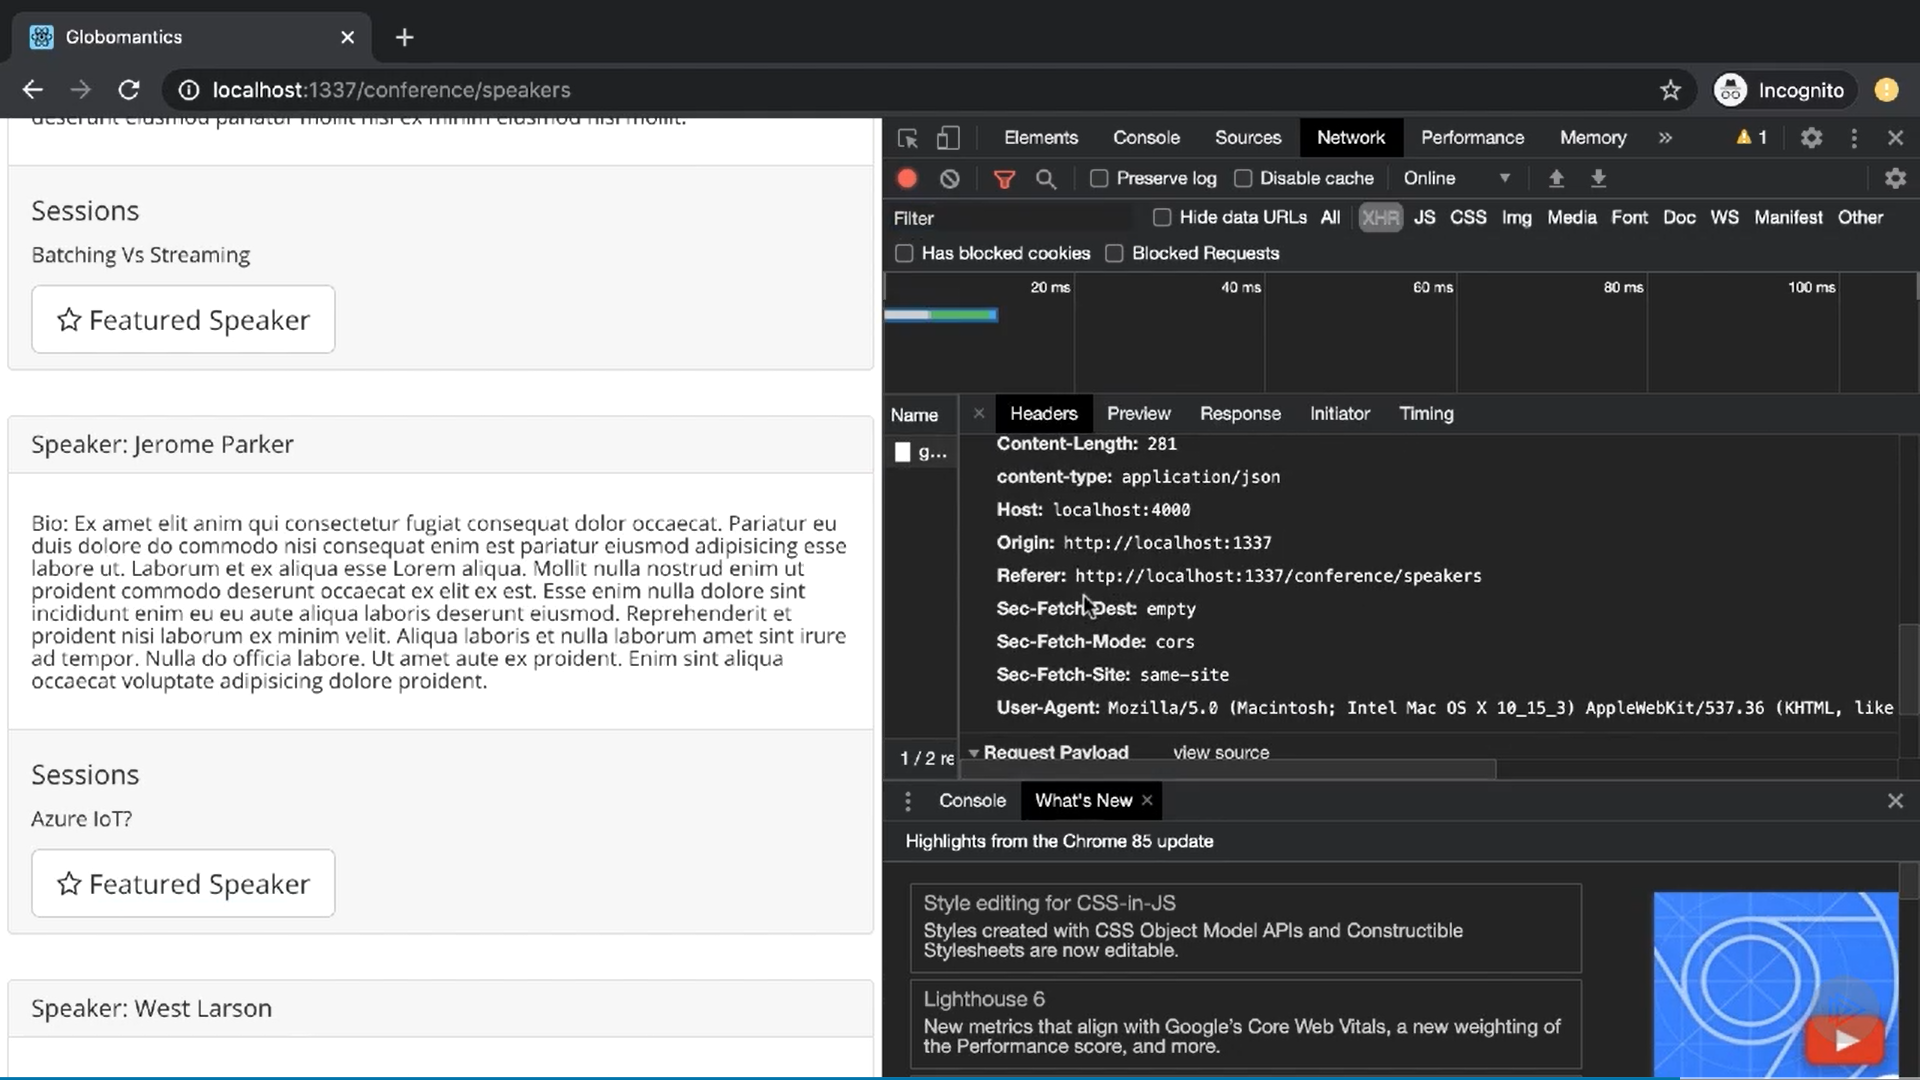 Globomantics
localhost:1337/conference/speakers
Incognito
deserunt eiusmod pariatur mollit nisi ex minim eiusmod nisi mollit.
Sessions
Batching Vs Streaming
Featured Speaker
Speaker: Jerome Parker
Bio: Ex amet elit anim qui consectetur fugiat consequat dolor occaecat. Pariatur eu
duis dolore do commodo nisi consequat enim est pariatur eiusmod adipisicing esse
labore ut. Laborum et ex aliqua esse Lorem aliqua. Mollit nulla nostrud enim ut
proident commodo deserunt occaecat ex elit ex est. Esse enim nulla dolore sint
incididunt enim eu eu aute aliqua laboris deserunt eiusmod. Reprehenderit et
proident nisi laborum ex minim velit. Aliqua laboris et nulla laborum amet sint irure
ad tempor. Nulla do officia labore. Ut amet aute ex proident. Enim sint aliqua
occaecat voluptate adipisicing dolore proident.
Sessions
Azure IoT?
Featured Speaker
Speaker: West Larson
Elements Console Sources Network Performance Memory » 1
Preserve log Disable cache Online
Filter Hide data URLs All XHR JS CSS Img Media Font Doc WS Manifest Other
Has blocked cookies Blocked Requests
20 ms 40 ms 60 ms 80 ms 100 ms
Name Headers Preview Response Initiator Timing
g...
Content-Length: 281
content-type: application/json
Host: localhost:4000
Origin: http://localhost:1337
Referer: http://localhost:1337/conference/speakers
Sec-Fetch-Dest: empty
Sec-Fetch-Mode: cors
Sec-Fetch-Site: same-site
User-Agent: Mozilla/5.0 (Macintosh; Intel Mac OS X 10_15_3) AppleWebKit/537.36 (KHTML, like
Request Payload view source
1 / 2 re
Console What's New
Highlights from the Chrome 85 update
Style editing for CSS-in-JS
Styles created with CSS Object Model APIs and Constructible
Stylesheets are now editable.
Lighthouse 6
New metrics that align with Google's Core Web Vitals, a new weighting of
the Performance score, and more.